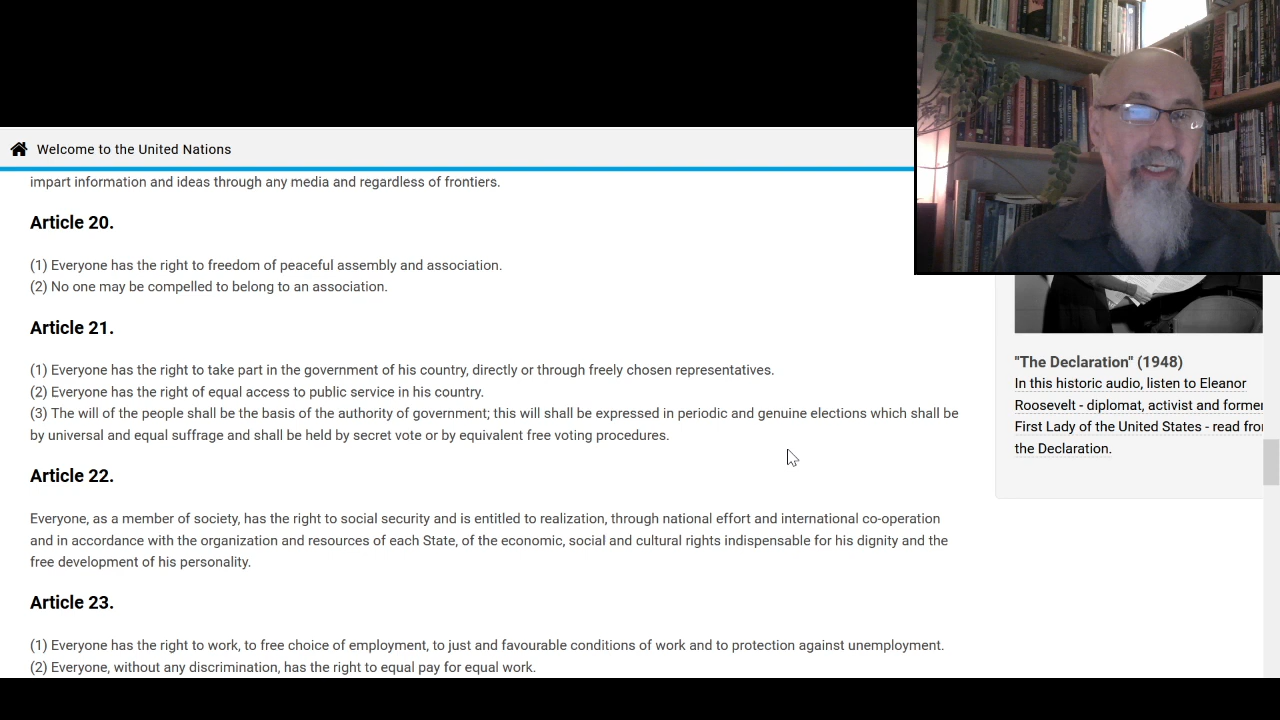 Welcome to the United Nations
impart information and ideas through any media and regardless of frontiers.
Article 20.
(1) Everyone has the right to freedom of peaceful assembly and association.
(2) No one may be compelled to belong to an association.
Article 21.
(1) Everyone has the right to take part in the government of his country, directly or through freely chosen representatives.
(2) Everyone has the right of equal access to public service in his country.
(3) The will of the people shall be the basis of the authority of government; this will shall be expressed in periodic and genuine elections which shall be
by universal and equal suffrage and shall be held by secret vote or by equivalent free voting procedures.
Article 22.
Everyone, as a member of society, has the right to social security and is entitled to realization, through national effort and international co-operation
and in accordance with the organization and resources of each State, of the economic, social and cultural rights indispensable for his dignity and the
free development of his personality.
Article 23.
(1) Everyone has the right to work, to free choice of employment, to just and favourable conditions of work and to protection against unemployment.
(2) Everyone, without any discrimination, has the right to equal pay for equal work.
"The Declaration" (1948)
In this historic audio, listen to Eleanor
Roosevelt - diplomat, activist and former
First Lady of the United States - read fro
the Declaration.